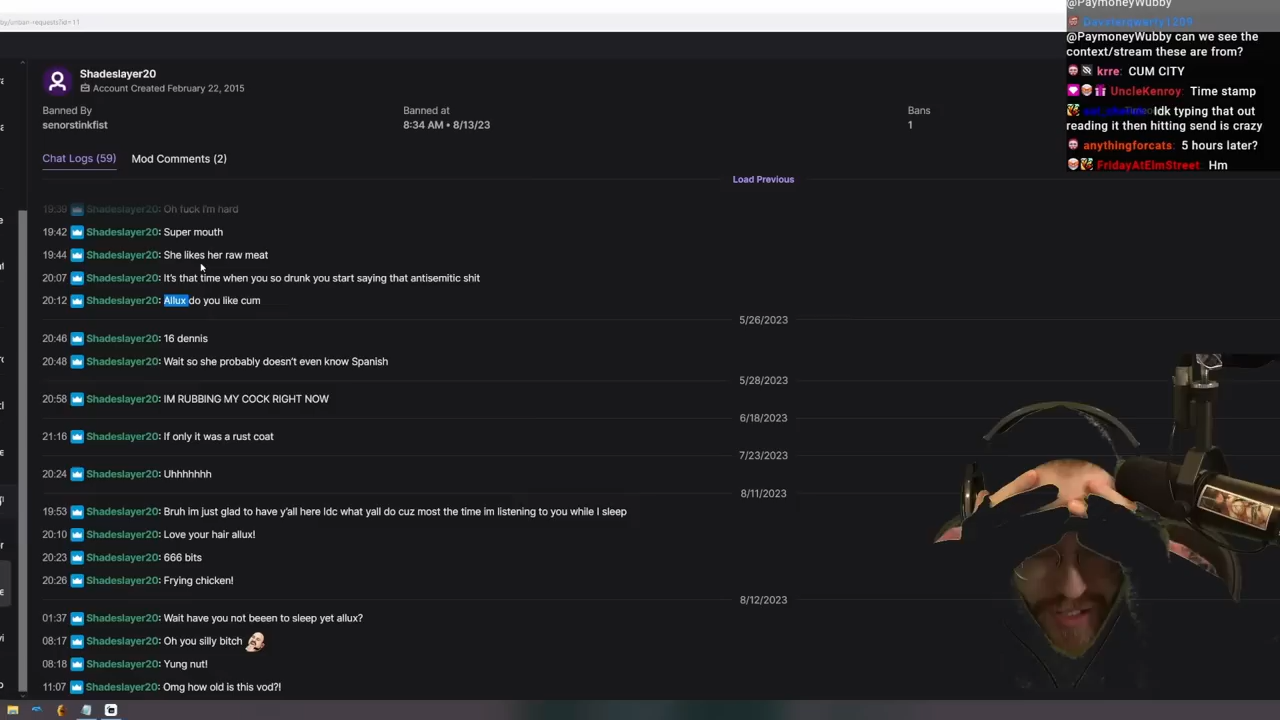 by/unban-requests?id=11
Shadeslayer20
Account Created February 22, 2015
Banned By
senorstinkfist
Banned at
8:34 AM • 8/13/23
Bans
1
Chat Logs (59)
Mod Comments (2)
Load Previous
19:39 Shadeslayer20: Oh fuck i'm hard
19:42 Shadeslayer20: Super mouth
19:44 Shadeslayer20: She likes her raw meat
20:07 Shadeslayer20: It's that time when you so drunk you start saying that antisemitic shit
20:12 Shadeslayer20: Allux do you like cum
5/26/2023
20:46 Shadeslayer20: 16 dennis
20:48 Shadeslayer20: Wait so she probably doesn't even know Spanish
5/28/2023
20:58 Shadeslayer20: IM RUBBING MY COCK RIGHT NOW
6/18/2023
21:16 Shadeslayer20: If only it was a rust coat
7/23/2023
20:24 Shadeslayer20: Uhhhhhhh
8/11/2023
19:53 Shadeslayer20: Bruh im just glad to have y'all here Idc what yall do cuz most the time im listening to you while I sleep
20:10 Shadeslayer20: Love your hair allux!
20:23 Shadeslayer20: 666 bits
20:26 Shadeslayer20: Frying chicken!
8/12/2023
01:37 Shadeslayer20: Wait have you not beeen to sleep yet allux?
08:17 Shadeslayer20: Oh you silly bitch
08:18 Shadeslayer20: Yung nut!
11:07 Shadeslayer20: Omg how old is this vod?!
@PaymoneyWubby
@PaymoneyWubby can we see the
context/stream these are from?
krre: CUM CITY
UncleKenroy: Time stamp
Idk typing that out
reading it then hitting send is crazy
anythingforcats: 5 hours later?
FridayAtElmStreet: Hm